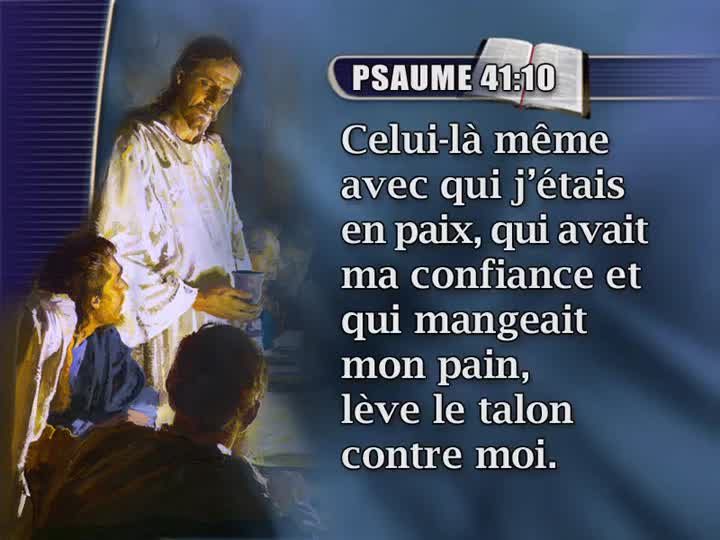 PSAUME 41:10
Celui-là même
avec qui j’étais
en paix, qui avait
ma confiance et
qui mangeait
mon pain,
lève le talon
contre moi.